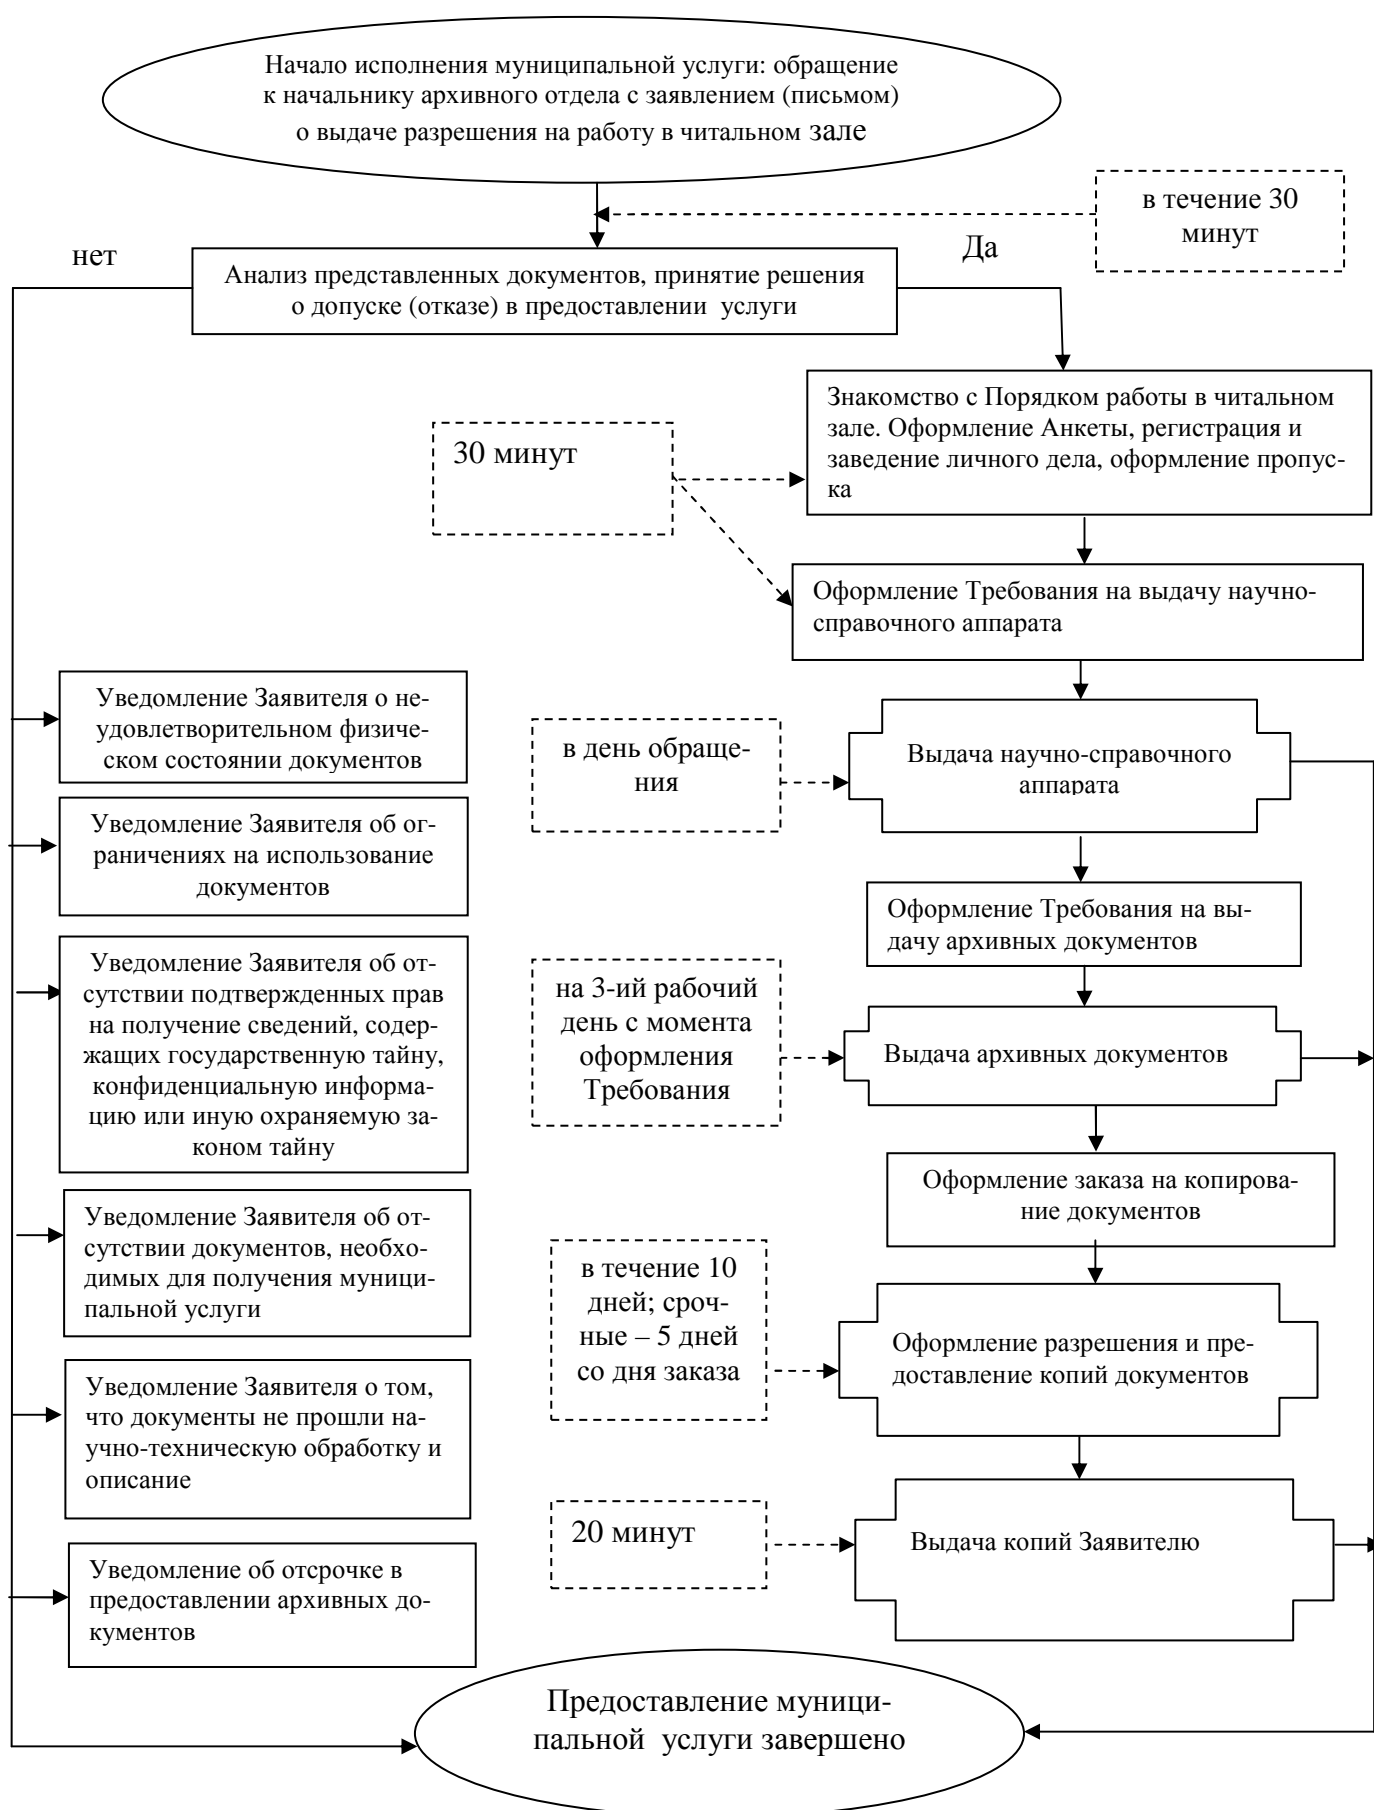 Начало исполнения муниципальной услуги: обращение
к начальнику архивного отдела с заявлением (письмом)
о выдаче разрешения на работу в читальном зале
в течение 30
минут
нет
Да
Анализ представленных документов, принятие решения
о допуске (отказе) в предоставлении услуги
Знакомство с Порядком работы в читальном
зале. Оформление Анкеты, регистрация и
заведение личного дела, оформление пропус-
ка
30 минут
Оформление Требования на выдачу научно-
справочного аппарата
Уведомление Заявителя о не-
удовлетворительном физиче-
ском состоянии документов
в день обраще-
ния
Выдача научно-справочного
аппарата
Уведомление Заявителя об ог-
раничениях на использование
документов
Оформление Требования на вы-
дачу архивных документов
Уведомление Заявителя об от-
сутствии подтвержденных прав
на получение сведений, содер-
жащих государственную тайну,
конфиденциальную информа-
цию или иную охраняемую за-
коном тайну
на 3-ий рабочий
день с момента
оформления
Требования
Выдача архивных документов
Оформление заказа на копирова-
ние документов
Уведомление Заявителя об от-
сутствии документов, необхо-
димых для получения муници-
пальной услуги
в течение 10
дней; сроч-
ные – 5 дней
со дня заказа
Оформление разрешения и пре-
доставление копий документов
Уведомление Заявителя о том,
что документы не прошли на-
учно-техническую обработку и
описание
20 минут
Выдача копий Заявителю
Уведомление об отсрочке в
предоставлении архивных до-
кументов
Предоставление муници-
пальной услуги завершено